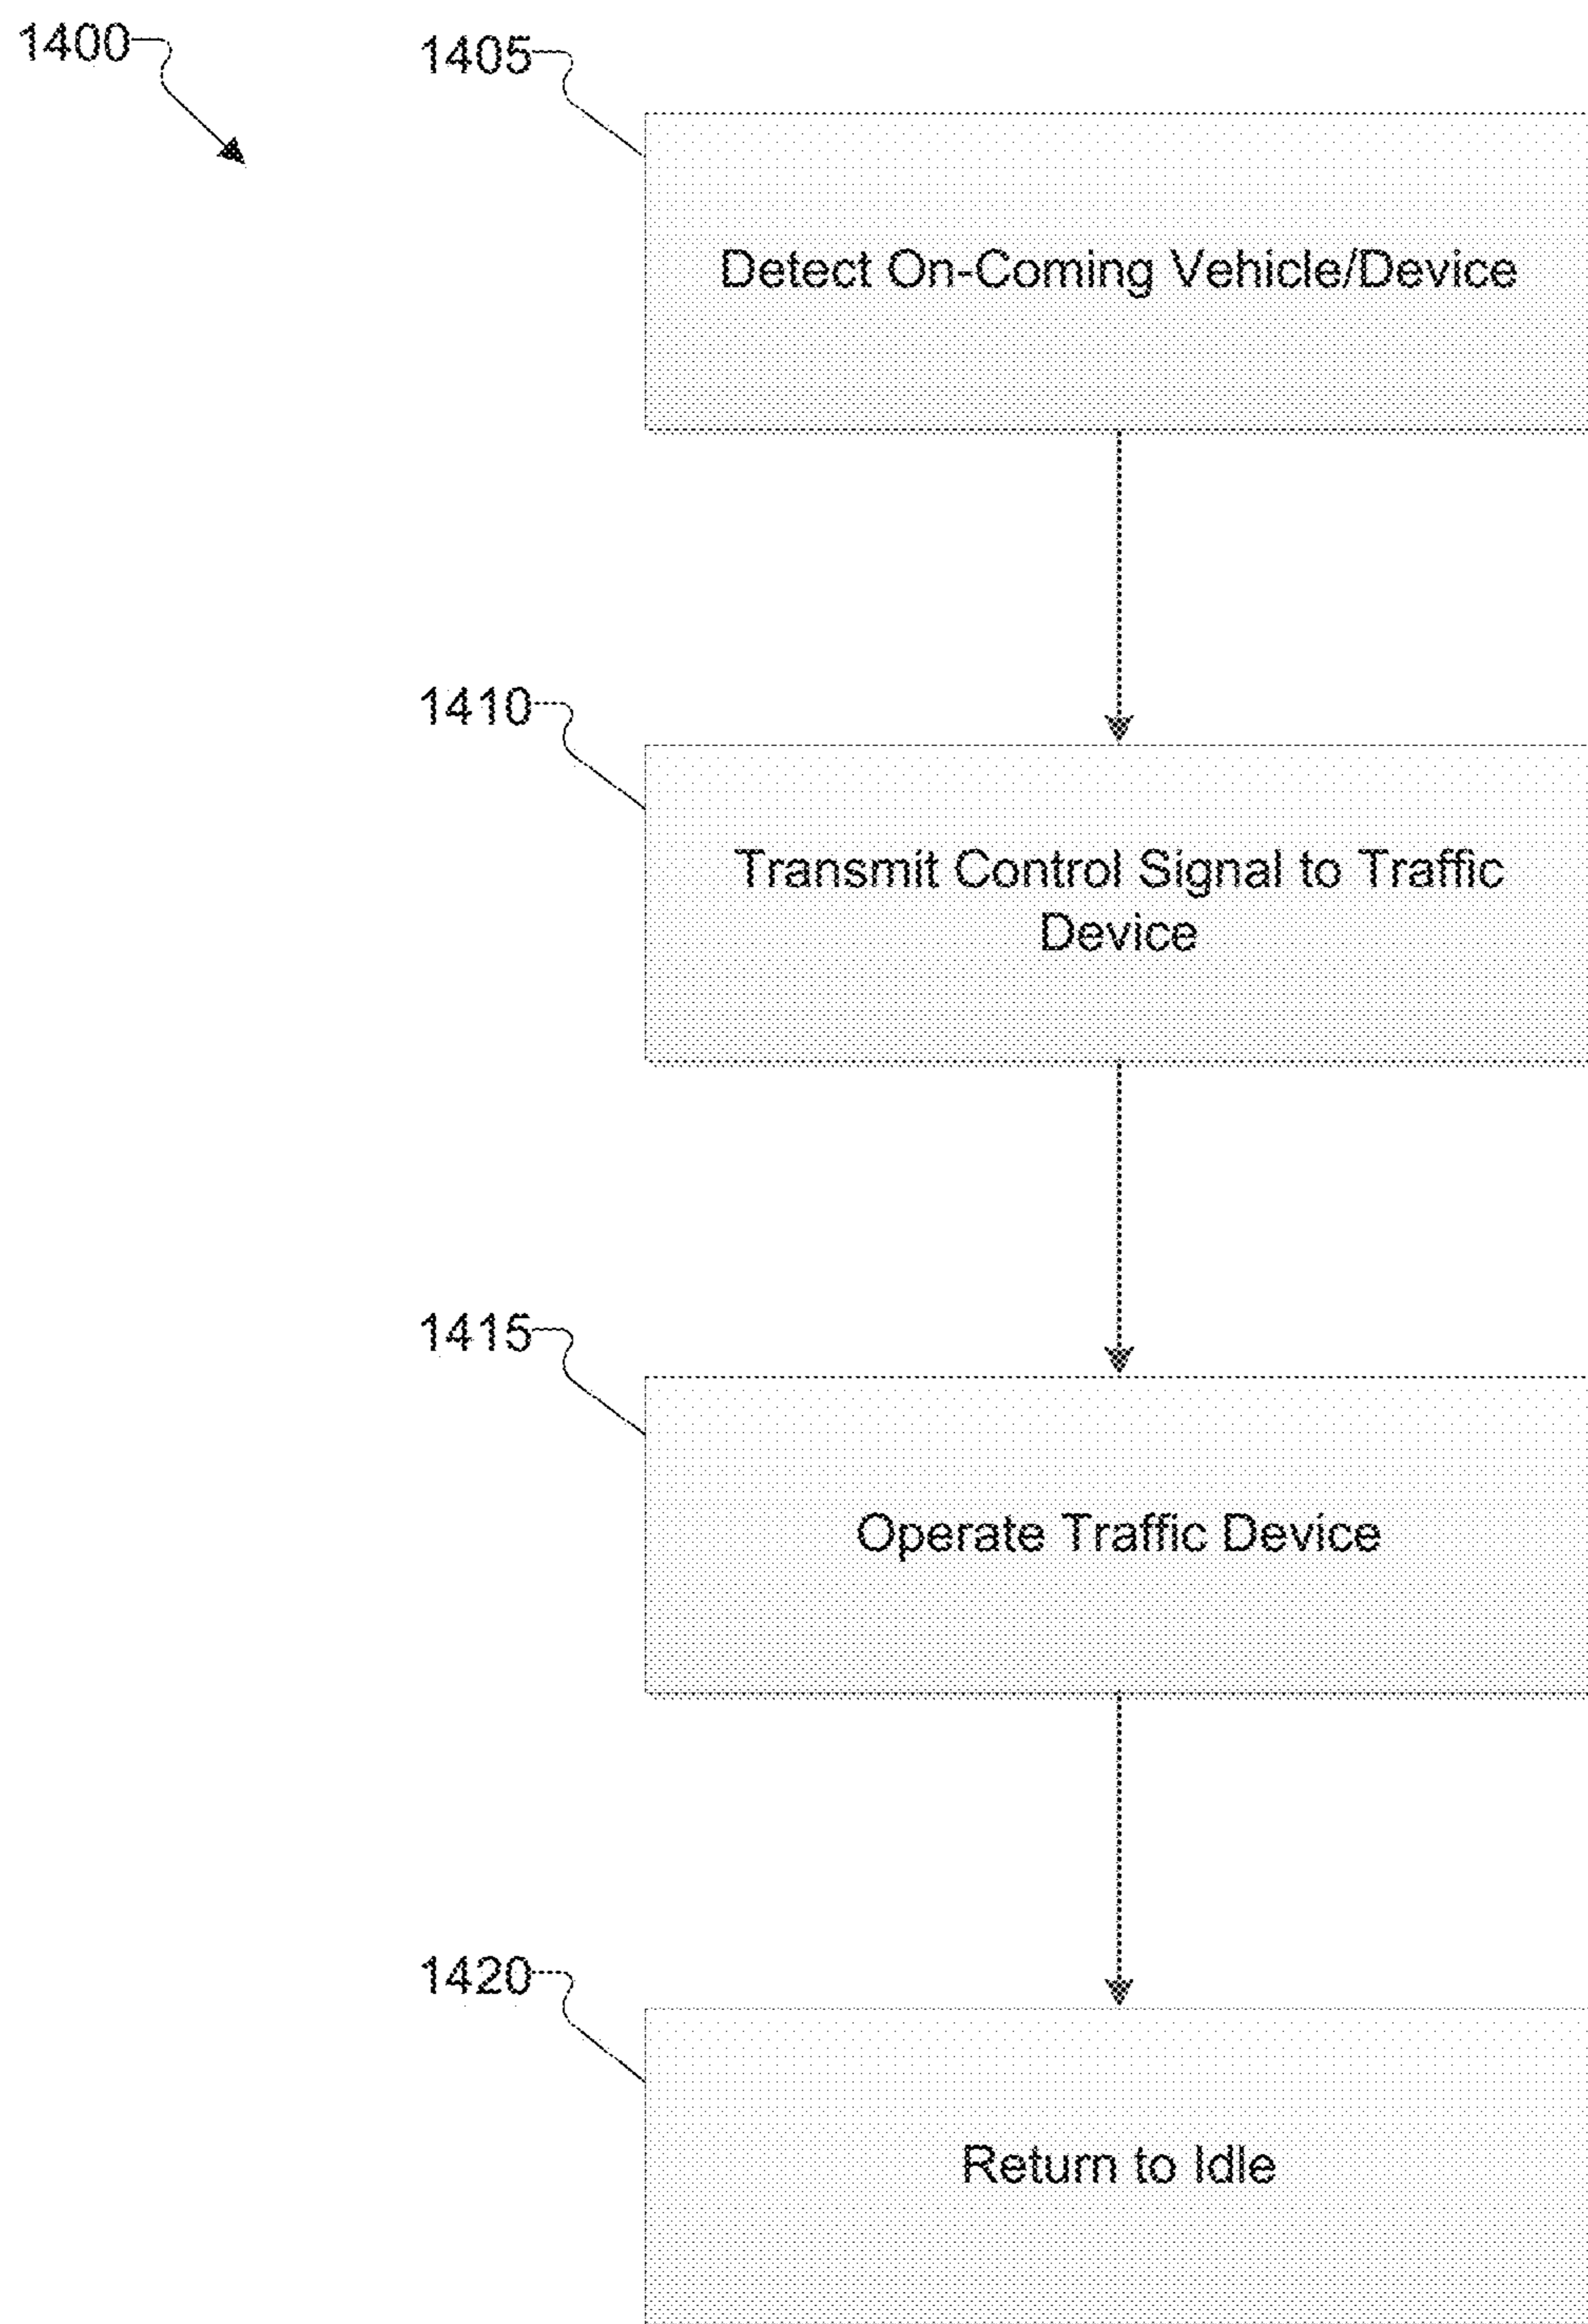 1400
1405
Detect On-Coming Vehicle/Device
1410
Transmit Control Signal to Traffic
Device
1415
Operate Traffic Device
1420
Return to Idle